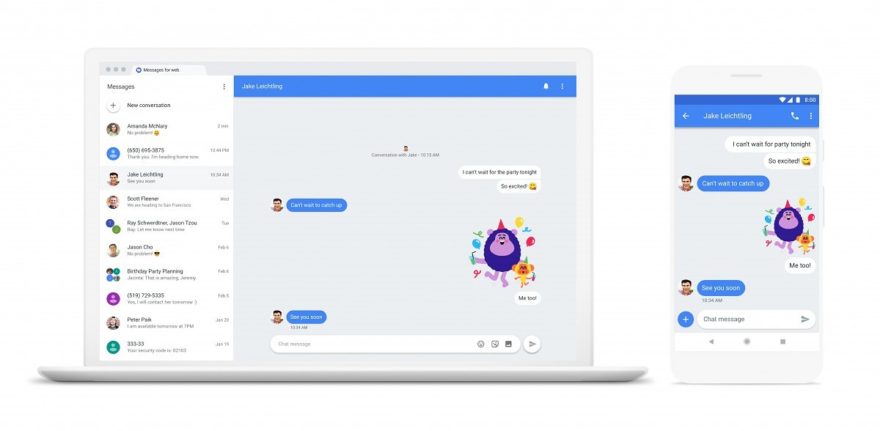 Messages for web
Messages
New conversation
Amanda McNary
2 min
No problem! 😄
(650) 695-3875
12:44 PM
Thank you. I'm heading home now.
Jake Leichtling
10:34 AM
See you soon
Scott Fleener
Wed
We are heading to San Francisco
Ray Schwerdtner, Jason Tzou
Tue
Ray: Let me know next time
Jason Cho
Feb 6
No problem! 😎
Birthday Party Planning
Feb 6
Jacinta: That is amazing, Jammy
(519) 729-5335
Feb 5
Yes, I will contact her tomorrow :)
Peter Paik
Jan 20
I am available tomorrow at 7PM
333-33
Jan 19
Your security code is: 02163
Jake Leichtling
Conversation with Jake • 10:13 AM
I can't wait for the party tonight
So excited! 😋
Can't wait to catch up
Me too!
See you soon
10:34 AM
Chat message
8:00
Jake Leichtling
I can't wait for party tonight
So excited! 😋
Can't wait to catch up
Me too!
See you soon
10:34 AM
Chat message